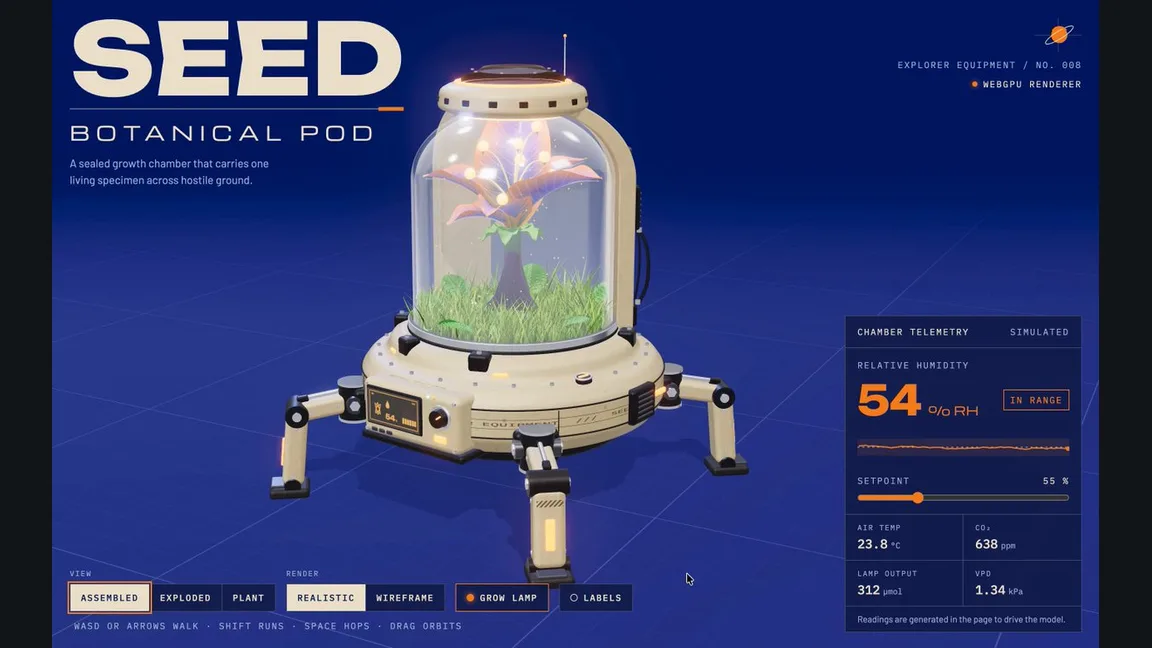 SEED
BOTANICAL POD
A sealed growth chamber that carries one
living specimen across hostile ground.
EXPLORER EQUIPMENT / NO. 008
WEBGPU RENDERER
54.
EQUIPMENT
SEE
CHAMBER TELEMETRY SIMULATED
RELATIVE HUMIDITY
54 % RH IN RANGE
SETPOINT 55 %
AIR TEMP CO₂
23.8 °C 638 ppm
LAMP OUTPUT VPD
312 µmol 1.34 kPa
Readings are generated in the page to drive the model.
VIEW RENDER
ASSEMBLED EXPLODED PLANT REALISTIC WIREFRAME GROW LAMP LABELS
WASD OR ARROWS WALK · SHIFT RUNS · SPACE HOPS · DRAG ORBITS